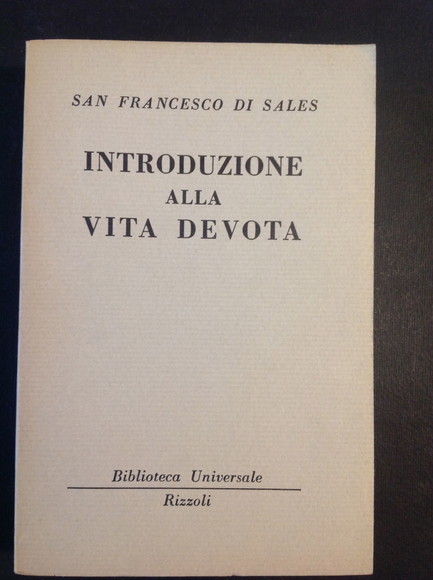 SAN FRANCESCO DI SALES
INTRODUZIONE
ALLA
VITA DEVOTA
Biblioteca Universale
Rizzoli